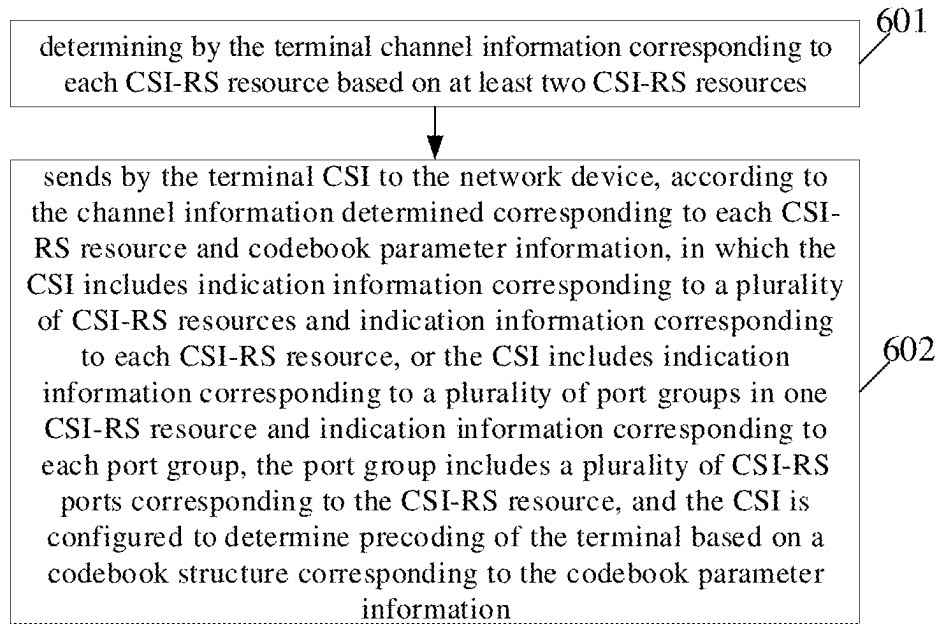 601
determining by the terminal channel information corresponding to
each CSI-RS resource based on at least two CSI-RS resources
sends by the terminal CSI to the network device, according to
the channel information determined corresponding to each CSI-
RS resource and codebook parameter information, in which the
CSI includes indication information corresponding to a plurality
of CSI-RS resources and indication information corresponding
to each CSI-RS resource, or the CSI includes indication
information corresponding to a plurality of port groups in one
CSI-RS resource and indication information corresponding to
each port group, the port group includes a plurality of CSI-RS
ports corresponding to the CSI-RS resource, and the CSI is
configured to determine precoding of the terminal based on a
codebook structure corresponding to the codebook parameter
information
602